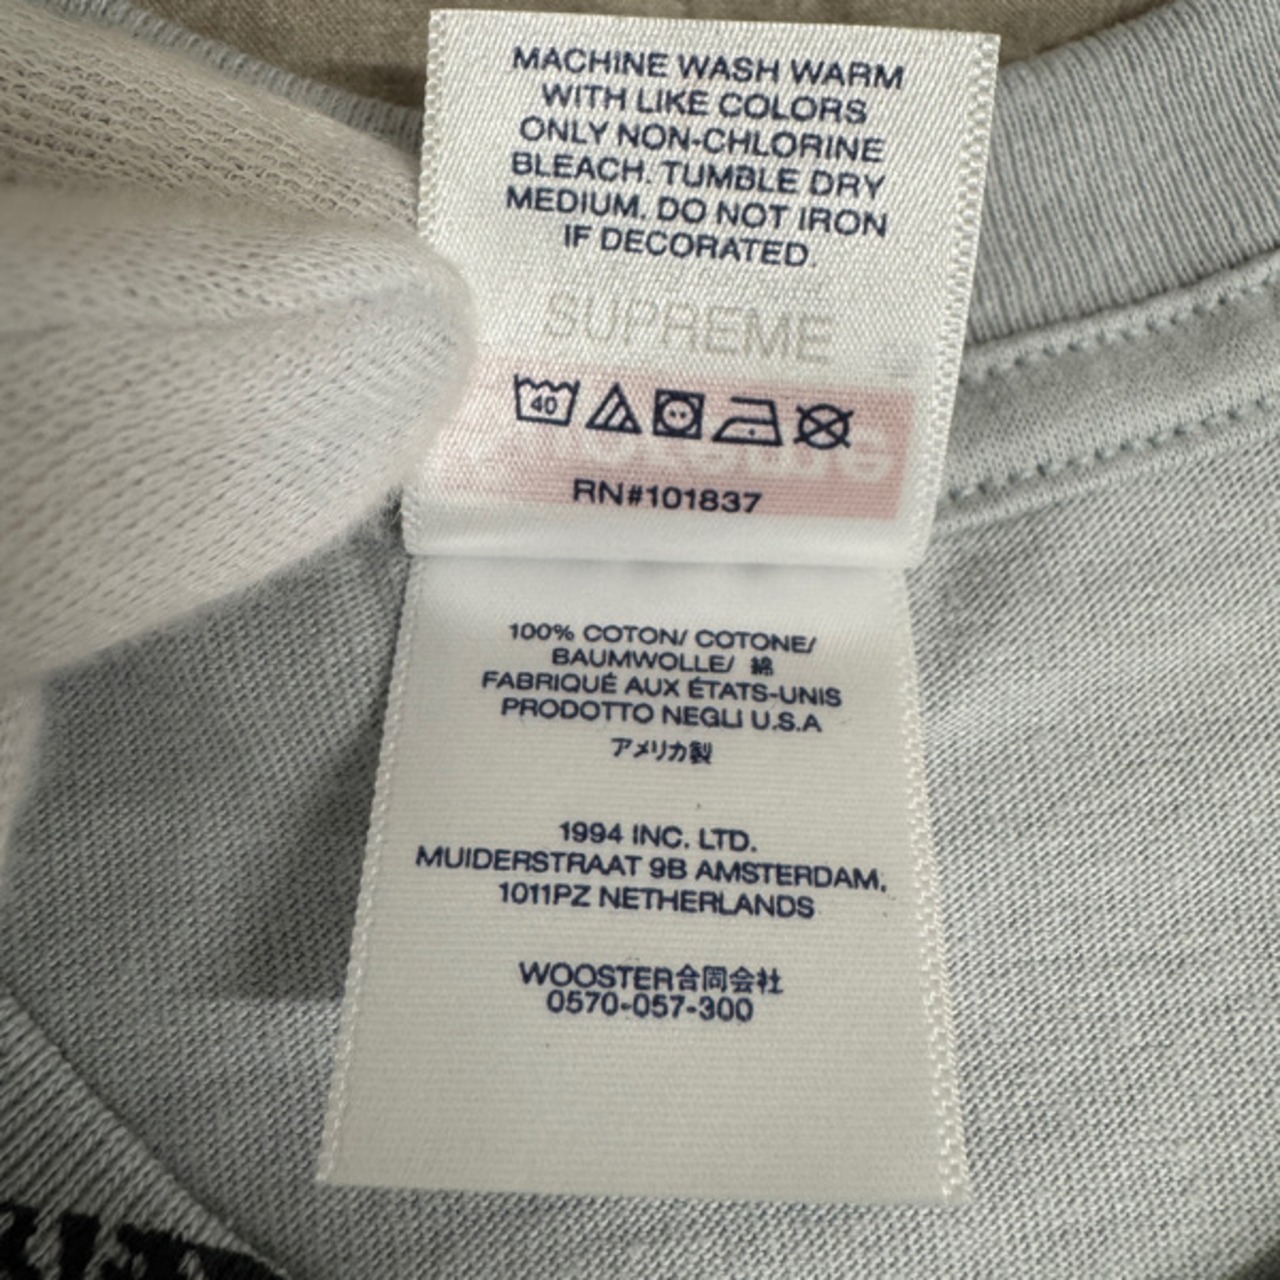 MACHINE WASH WARM
WITH LIKE COLORS
ONLY NON-CHLORINE
BLEACH. TUMBLE DRY
MEDIUM. DO NOT IRON
IF DECORATED.
SUPREME
40
RN#101837
100% COTON/ COTONE/
BAUMWOLLE/ 綿
FABRIQUÉ AUX ÉTATS-UNIS
PRODOTTO NEGLI U.S.A
アメリカ製
1994 INC. LTD.
MUIDERSTRAAT 9B AMSTERDAM,
1011PZ NETHERLANDS
WOOSTER合同会社
0570-057-300